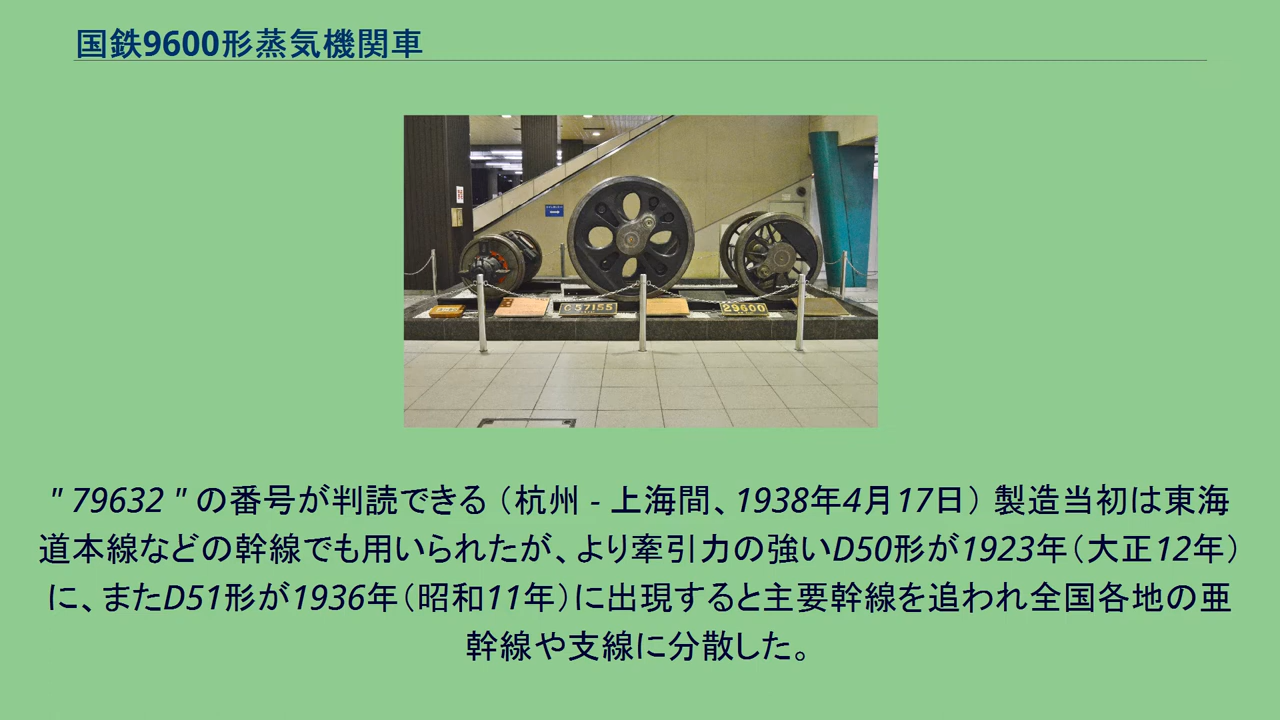 国鉄9600形蒸気機関車
C57155
29600
" 79632 " の番号が判読できる（杭州 - 上海間、1938年4月17日） 製造当初は東海
道本線などの幹線でも用いられたが、より牽引力の強いD50形が1923年（大正12年）
に、またD51形が1936年（昭和11年）に出現すると主要幹線を追われ全国各地の亜
幹線や支線に分散した。